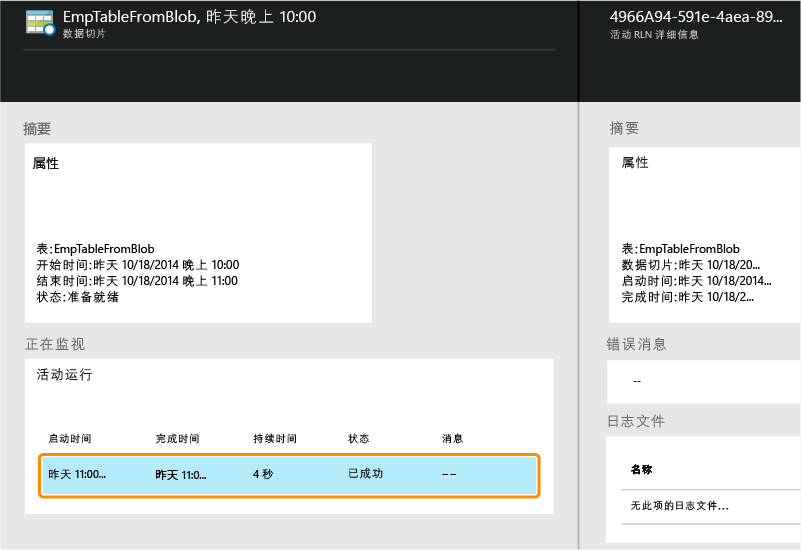 EmpTableFromBlob, 昨天晚上 10:00
数据切片
摘要
属性
表:EmpTableFromBlob
开始时间:昨天 10/18/2014 晚上 10:00
结束时间:昨天 10/18/2014 晚上 11:00
状态:准备就绪
正在监视
活动运行
启动时间 完成时间 持续时间 状态 消息
昨天 11:00... 昨天 11:0... 4 秒 已成功 --
4966A94-591e-4aea-89...
活动 RLN 详细信息
摘要
属性
表:EmpTableFromBlob
数据切片:昨天 10/18/20...
启动时间:昨天 10/18/2014...
完成时间:昨天 10/18/2...
错误消息
--
日志文件
名称
无此项的日志文件...